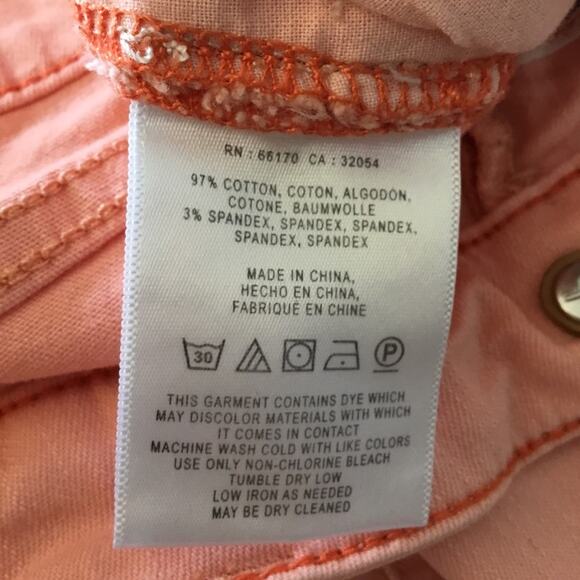 RN : 66170 CA : 32054
97% COTTON, COTON, ALGODÓN,
COTONE, BAUMWOLLE
3% SPANDEX, SPANDEX, SPANDEX,
SPANDEX, SPANDEX
MADE IN CHINA,
HECHO EN CHINA,
FABRIQUÉ EN CHINE
30 P
THIS GARMENT CONTAINS DYE WHICH
MAY DISCOLOR MATERIALS WITH WHICH
IT COMES IN CONTACT
MACHINE WASH COLD WITH LIKE COLORS
USE ONLY NON-CHLORINE BLEACH
TUMBLE DRY LOW
LOW IRON AS NEEDED
MAY BE DRY CLEANED